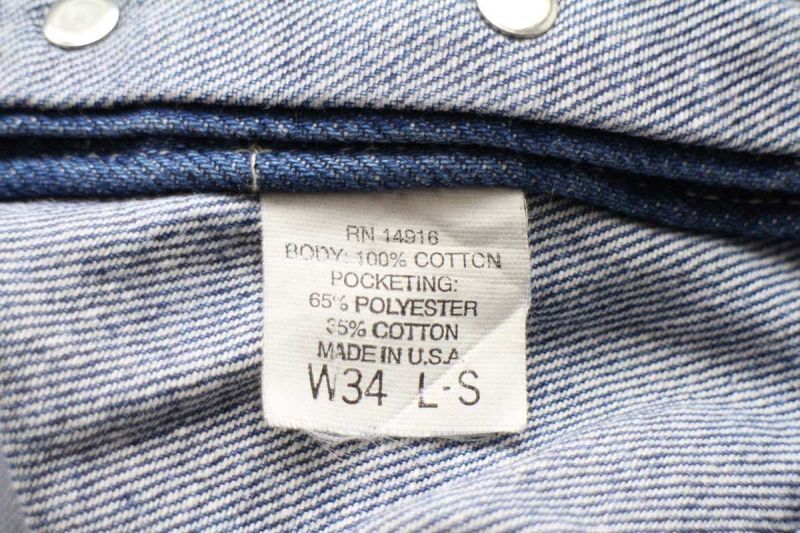 RN 14916
BODY: 100% COTTON
POCKETING:
65% POLYESTER
35% COTTON
MADE IN U.S.A.
W34 L-S